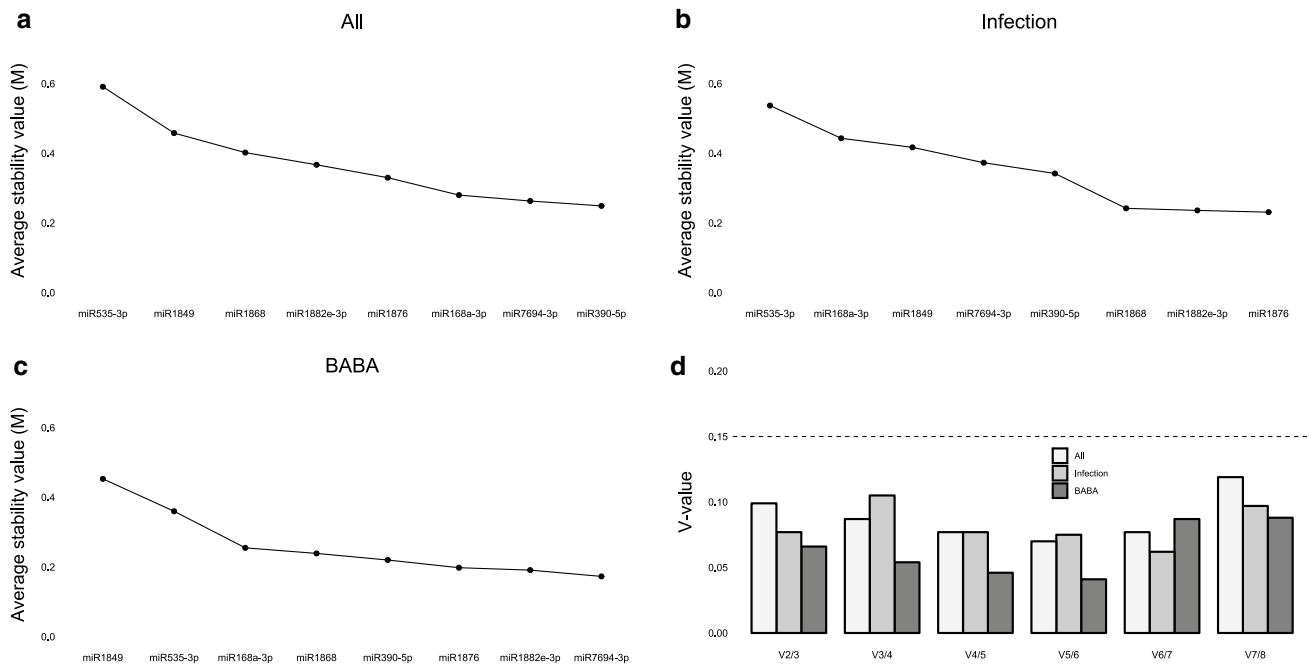 a
All
Average stability value (M)
0.6
0.4
0.2
0.0
miR535-3p miR1849 miR1868 miR1882e-3p miR1876 miR168a-3p miR7694-3p miR390-5p
b
Infection
Average stability value (M)
0.6
0.4
0.2
0.0
miR535-3p miR168a-3p miR1849 miR7694-3p miR390-5p miR1868 miR1882e-3p miR1876
c
BABA
Average stability value (M)
0.6
0.4
0.2
0.0
miR1849 miR535-3p miR168a-3p miR1868 miR390-5p miR1876 miR1882e-3p miR7694-3p
d
V-value
0.20
0.15
0.10
0.05
0.00
All
Infection
BABA
V2/3 V3/4 V4/5 V5/6 V6/7 V7/8